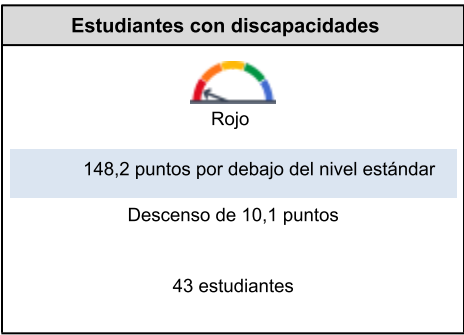 Estudiantes con discapacidades
Rojo
148,2 puntos por debajo del nivel estándar
Descenso de 10,1 puntos
43 estudiantes